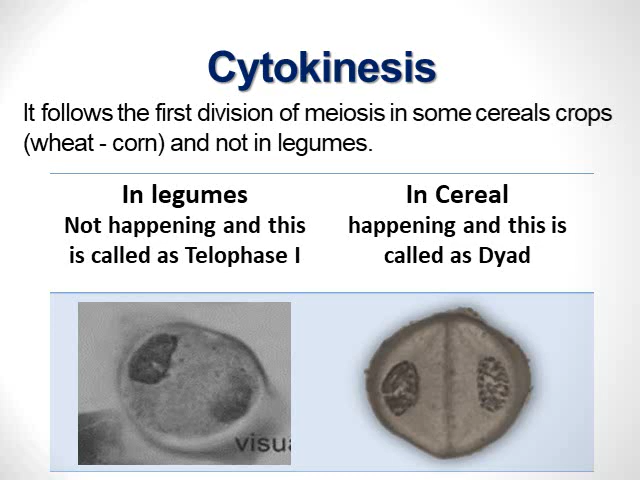 Cytokinesis
It follows the first division of meiosis in some cereals crops
(wheat - corn) and not in legumes.
In legumes
Not happening and this
is called as Telophase I
In Cereal
happening and this is
called as Dyad